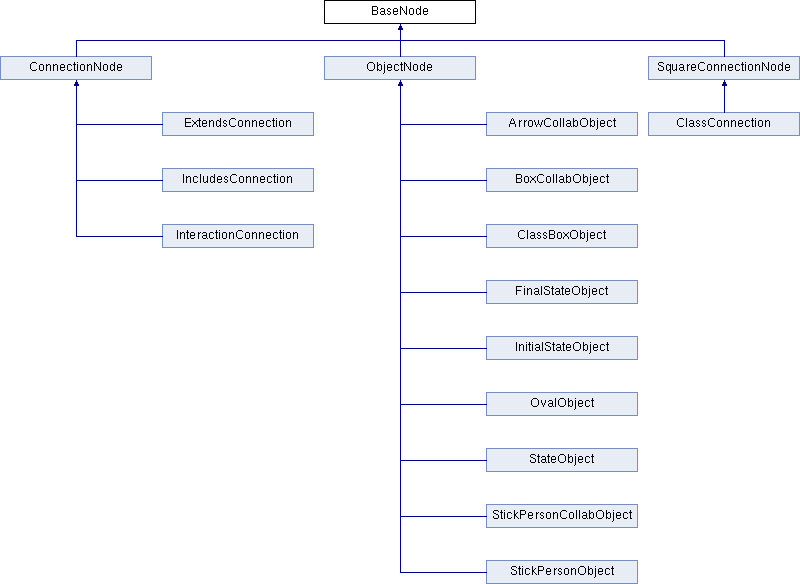 BaseNode
ConnectionNode
ObjectNode
SquareConnectionNode
ExtendsConnection
ArrowCollabObject
ClassConnection
IncludesConnection
BoxCollabObject
InteractionConnection
ClassBoxObject
FinalStateObject
InitialStateObject
OvalObject
StateObject
StickPersonCollabObject
StickPersonObject